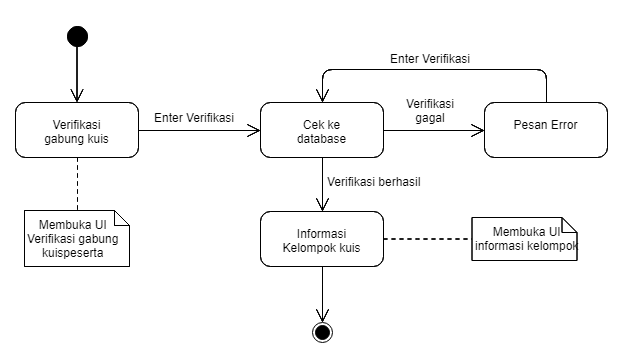 Enter Verifikasi
Verifikasi
gabung kuis
Enter Verifikasi
Cek ke
database
Verifikasi
gagal
Pesan Error
Verifikasi berhasil
Membuka UI
Verifikasi gabung
kuispeserta
Informasi
Kelompok kuis
Membuka UI
informasi kelompok